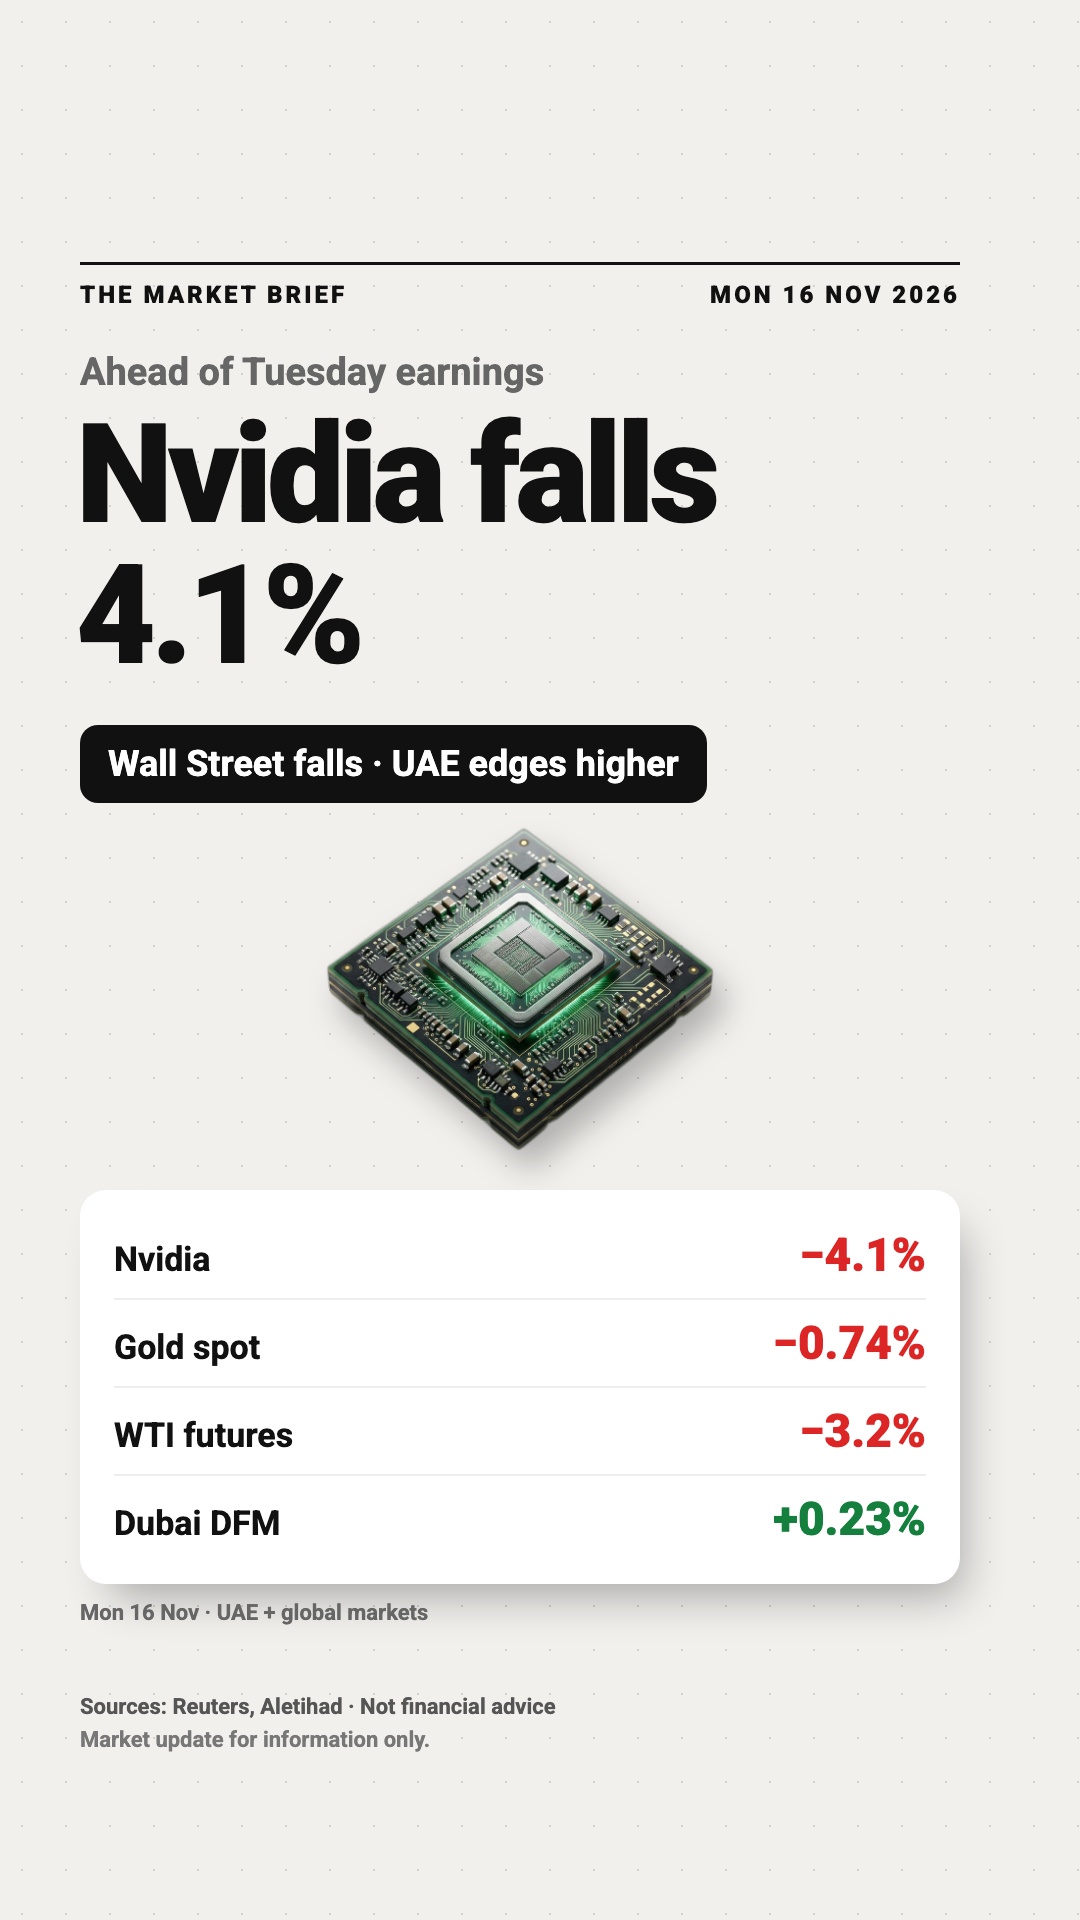 THE MARKET BRIEF
MON 16 NOV 2026
Ahead of Tuesday earnings
Nvidia falls
4.1%
Wall Street falls · UAE edges higher
Nvidia −4.1%
Gold spot −0.74%
WTI futures −3.2%
Dubai DFM +0.23%
Mon 16 Nov · UAE + global markets
Sources: Reuters, Aletihad · Not financial advice
Market update for information only.